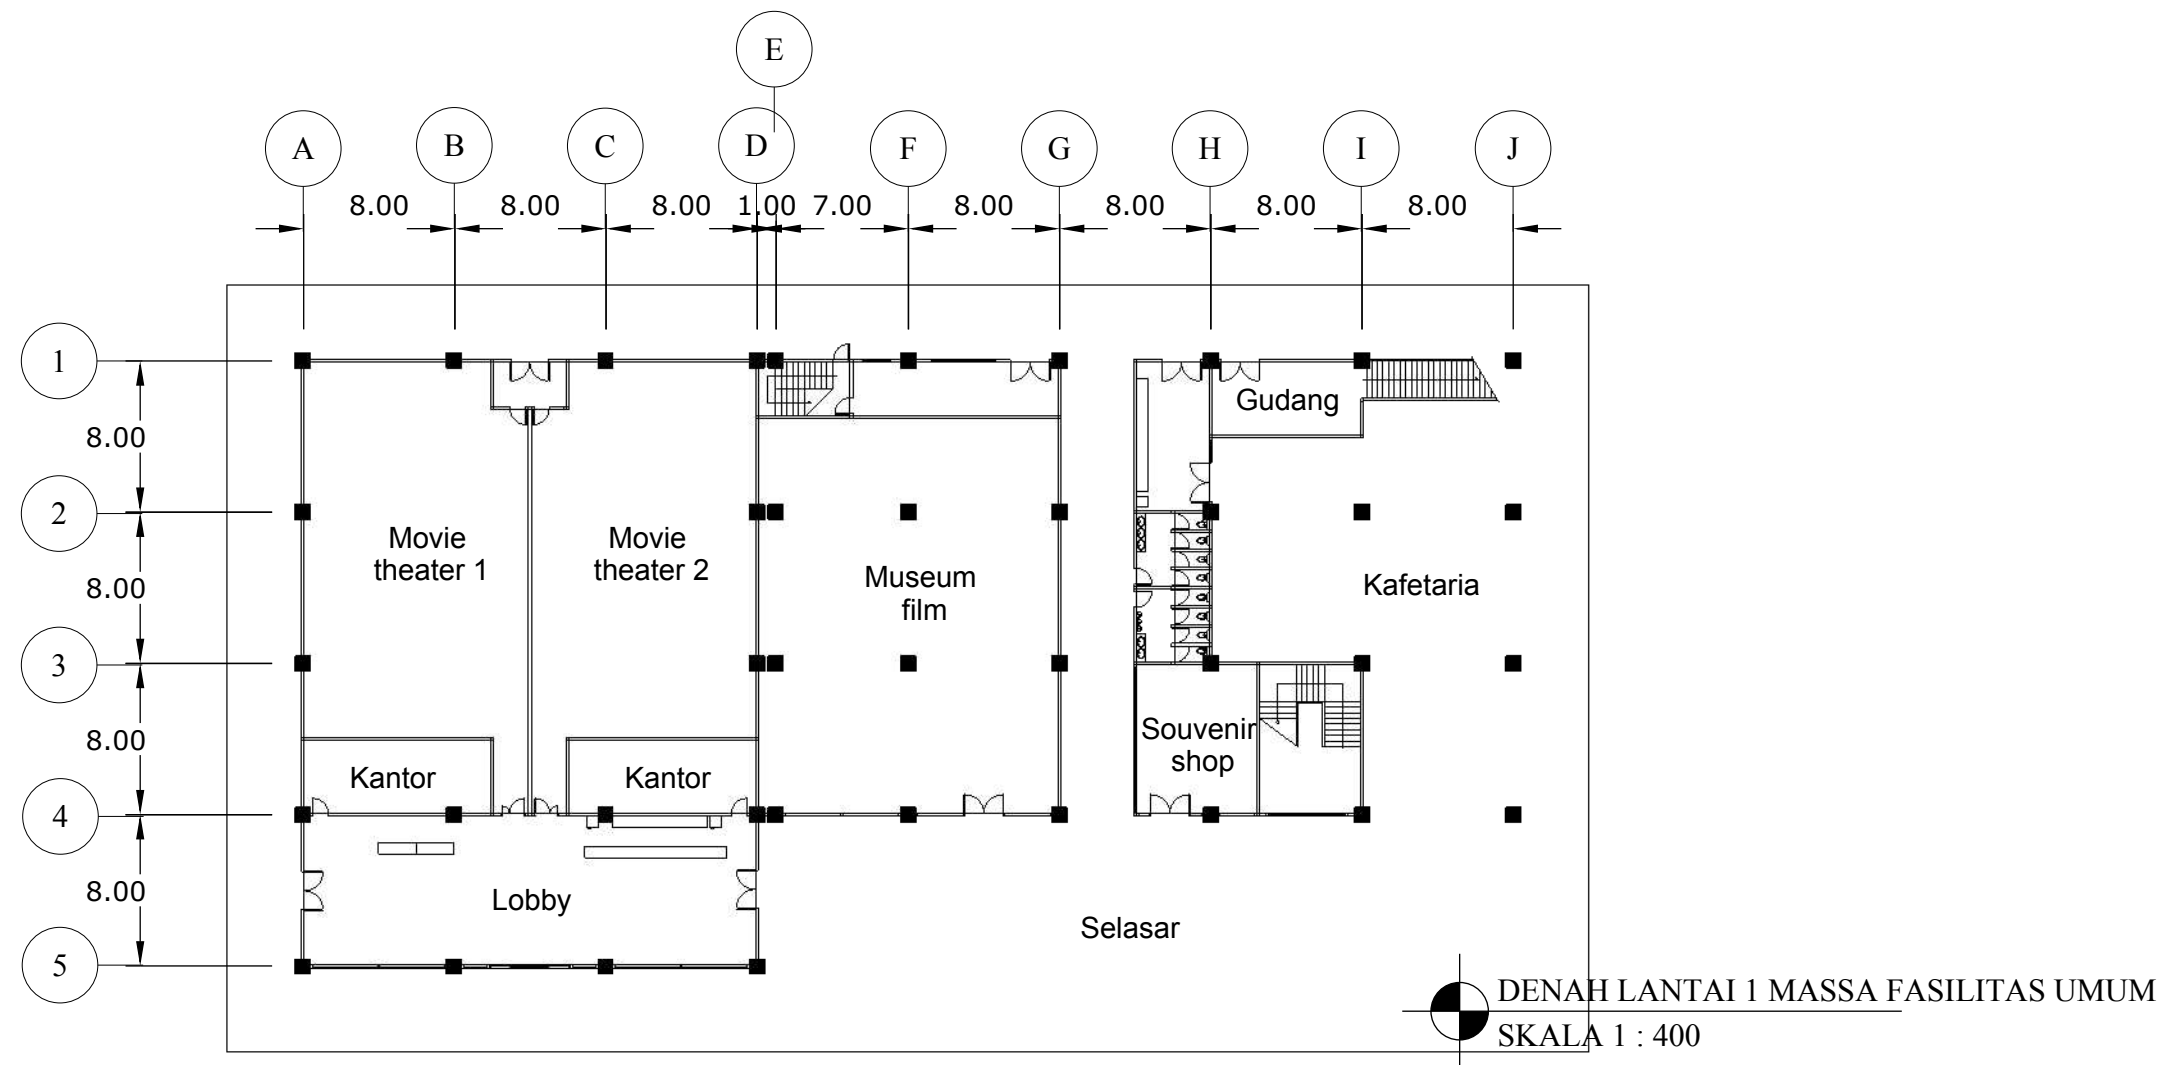 E
A
B
C
D
F
G
H
I
J
8.00
8.00
8.00
1.00
7.00
8.00
8.00
8.00
8.00
1
8.00
2
8.00
3
8.00
4
8.00
5
Gudang
Movie
theater 1
Movie
theater 2
Museum
film
Kafetaria
Souvenir
shop
Kantor
Kantor
Lobby
Selasar
DENAH LANTAI 1 MASSA FASILITAS UMUM
SKALA 1 : 400